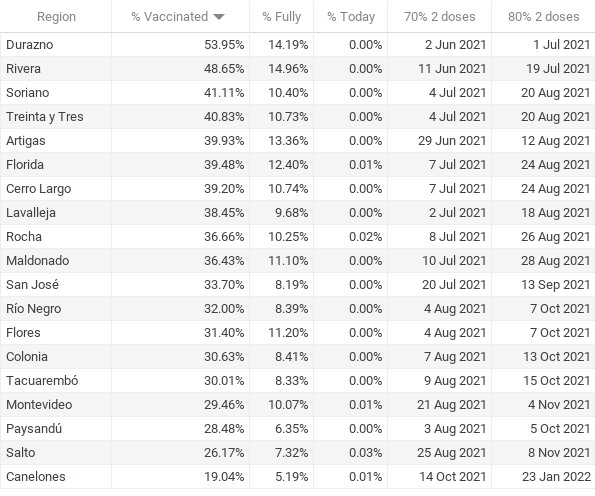 Region % Vaccinated % Fully % Today 70% 2 doses 80% 2 doses
Durazno 53.95% 14.19% 0.00% 2 Jun 2021 1 Jul 2021
Rivera 48.65% 14.96% 0.00% 11 Jun 2021 19 Jul 2021
Soriano 41.11% 10.40% 0.00% 4 Jul 2021 20 Aug 2021
Treinta y Tres 40.83% 10.73% 0.00% 4 Jul 2021 20 Aug 2021
Artigas 39.93% 13.36% 0.00% 29 Jun 2021 12 Aug 2021
Florida 39.48% 12.40% 0.01% 7 Jul 2021 24 Aug 2021
Cerro Largo 39.20% 10.74% 0.00% 7 Jul 2021 24 Aug 2021
Lavalleja 38.45% 9.68% 0.00% 2 Jul 2021 18 Aug 2021
Rocha 36.66% 10.25% 0.02% 8 Jul 2021 26 Aug 2021
Maldonado 36.43% 11.10% 0.00% 10 Jul 2021 28 Aug 2021
San José 33.70% 8.19% 0.00% 20 Jul 2021 13 Sep 2021
Río Negro 32.00% 8.39% 0.00% 4 Aug 2021 7 Oct 2021
Flores 31.40% 11.20% 0.00% 4 Aug 2021 7 Oct 2021
Colonia 30.63% 8.41% 0.00% 7 Aug 2021 13 Oct 2021
Tacuarembó 30.01% 8.33% 0.00% 9 Aug 2021 15 Oct 2021
Montevideo 29.46% 10.07% 0.01% 21 Aug 2021 4 Nov 2021
Paysandú 28.48% 6.35% 0.00% 3 Aug 2021 5 Oct 2021
Salto 26.17% 7.32% 0.03% 25 Aug 2021 8 Nov 2021
Canelones 19.04% 5.19% 0.01% 14 Oct 2021 23 Jan 2022